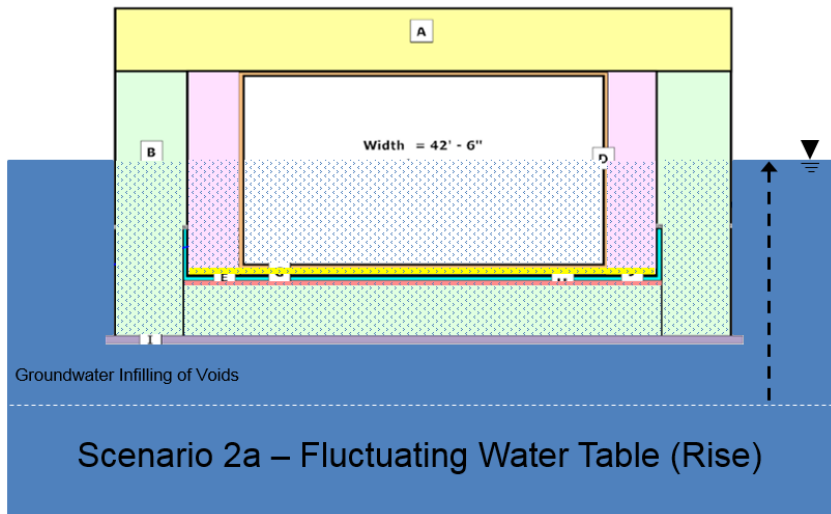 A
B
Width = 42' - 6"
D
I
Groundwater Infilling of Voids
Scenario 2a – Fluctuating Water Table (Rise)